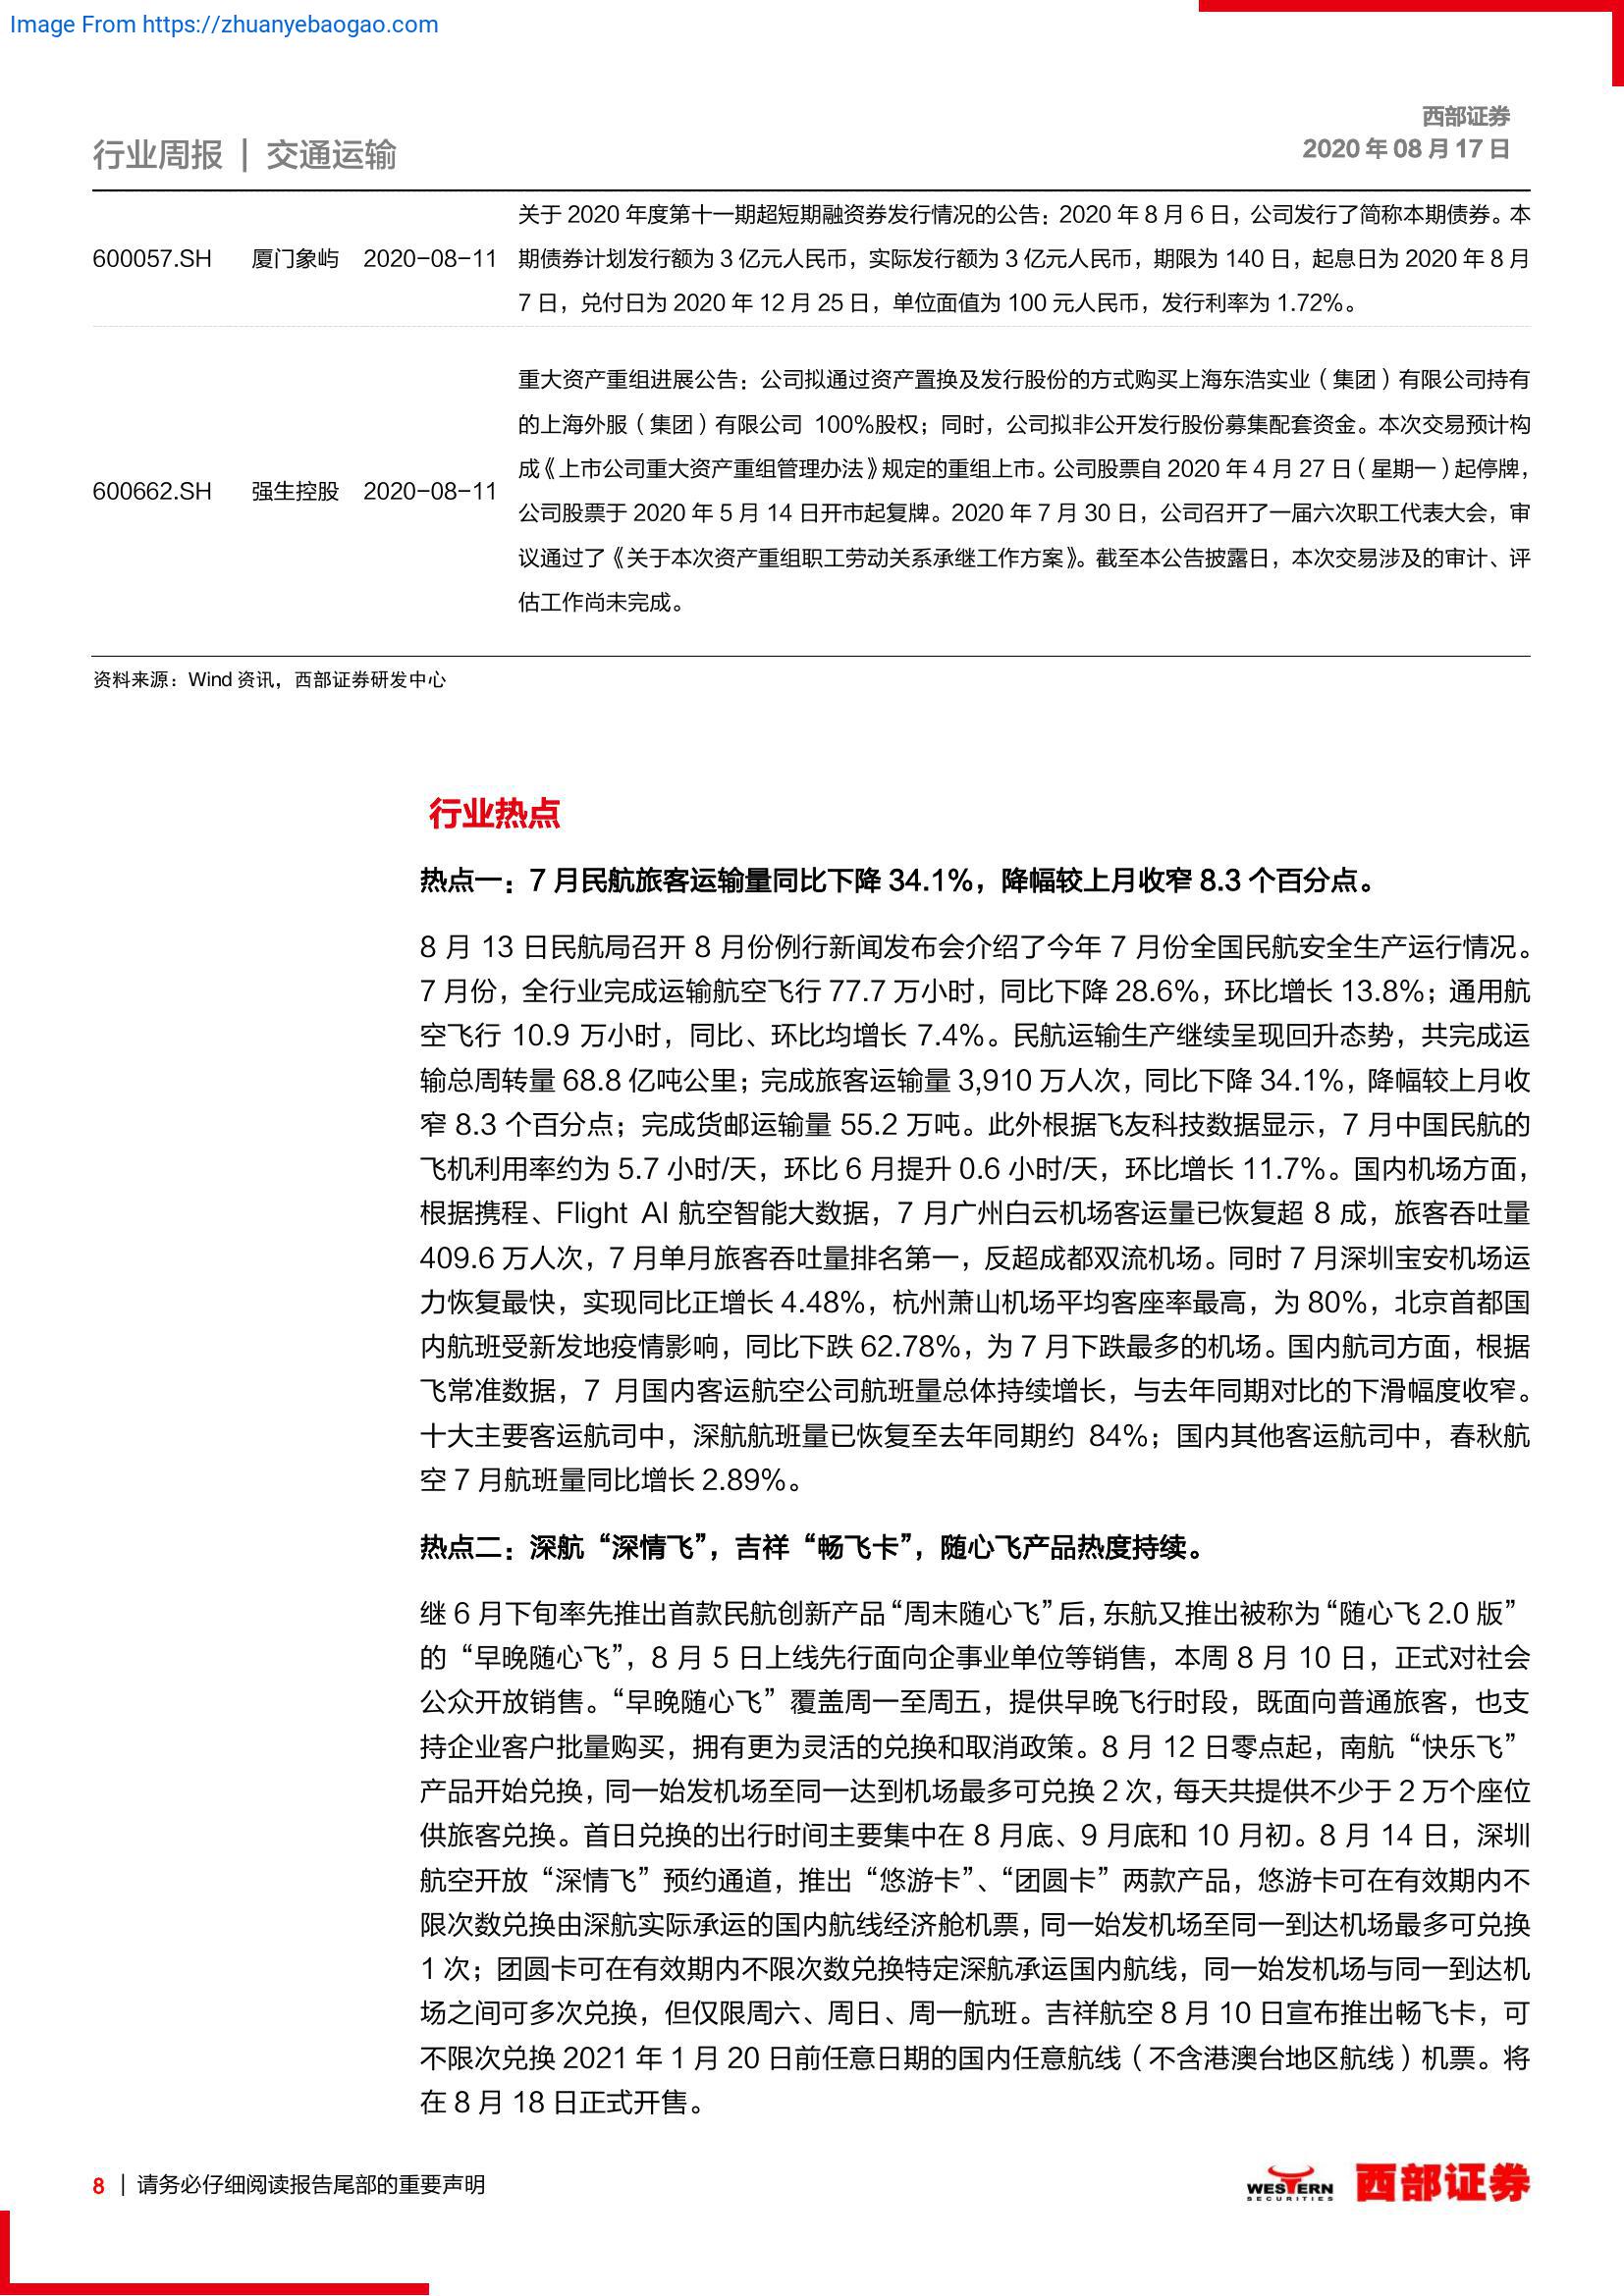 Image From https://zhuanyebaogao.com
西部证券
行业周报 | 交通运输
2020 年 08 月 17 日
关于 2020 年度第十一期超短期融资券发行情况的公告：2020 年 8 月 6 日，公司发行了简称本期债券。本
600057.SH 厦门象屿 2020-08-11 期债券计划发行额为 3 亿元人民币，实际发行额为 3 亿元人民币，期限为 140 日，起息日为 2020 年 8 月
7 日，兑付日为 2020 年 12 月 25 日，单位面值为 100 元人民币，发行利率为 1.72%。
重大资产重组进展公告：公司拟通过资产置换及发行股份的方式购买上海东浩实业（集团）有限公司持有
的上海外服（集团）有限公司 100%股权；同时，公司拟非公开发行股份募集配套资金。本次交易预计构
成《上市公司重大资产重组管理办法》规定的重组上市。公司股票自 2020 年 4 月 27 日（星期一）起停牌，
600662.SH 强生控股 2020-08-11
公司股票于 2020 年 5 月 14 日开市起复牌。2020 年 7 月 30 日，公司召开了一届六次职工代表大会，审
议通过了《关于本次资产重组职工劳动关系承继工作方案》。截至本公告披露日，本次交易涉及的审计、评
估工作尚未完成。
资料来源：Wind 资讯，西部证券研发中心
行业热点
热点一：7 月民航旅客运输量同比下降 34.1%，降幅较上月收窄 8.3 个百分点。
8 月 13 日民航局召开 8 月份例行新闻发布会介绍了今年 7 月份全国民航安全生产运行情况。
7 月份，全行业完成运输航空飞行 77.7 万小时，同比下降 28.6%，环比增长 13.8%；通用航
空飞行 10.9 万小时，同比、环比均增长 7.4%。民航运输生产继续呈现回升态势，共完成运
输总周转量 68.8 亿吨公里；完成旅客运输量 3,910 万人次，同比下降 34.1%，降幅较上月收
窄 8.3 个百分点；完成货邮运输量 55.2 万吨。此外根据飞友科技数据显示，7 月中国民航的
飞机利用率约为 5.7 小时/天，环比 6 月提升 0.6 小时/天，环比增长 11.7%。国内机场方面，
根据携程、Flight AI 航空智能大数据，7 月广州白云机场客运量已恢复超 8 成，旅客吞吐量
409.6 万人次，7 月单月旅客吞吐量排名第一，反超成都双流机场。同时 7 月深圳宝安机场运
力恢复最快，实现同比正增长 4.48%，杭州萧山机场平均客座率最高，为 80%，北京首都国
内航班受新发地疫情影响，同比下跌 62.78%，为 7 月下跌最多的机场。国内航司方面，根据
飞常准数据，7 月国内客运航空公司航班量总体持续增长，与去年同期对比的下滑幅度收窄。
十大主要客运航司中，深航航班量已恢复至去年同期约 84%；国内其他客运航司中，春秋航
空 7 月航班量同比增长 2.89%。
热点二：深航“深情飞”，吉祥“畅飞卡”，随心飞产品热度持续。
继 6 月下旬率先推出首款民航创新产品“周末随心飞”后，东航又推出被称为“随心飞 2.0 版”
的“早晚随心飞”，8 月 5 日上线先行面向企事业单位等销售，本周 8 月 10 日，正式对社会
公众开放销售。“早晚随心飞”覆盖周一至周五，提供早晚飞行时段，既面向普通旅客，也支
持企业客户批量购买，拥有更为灵活的兑换和取消政策。8 月 12 日零点起，南航“快乐飞”
产品开始兑换，同一始发机场至同一达到机场最多可兑换 2 次，每天共提供不少于 2 万个座位
供旅客兑换。首日兑换的出行时间主要集中在 8 月底、9 月底和 10 月初。8 月 14 日，深圳
航空开放“深情飞”预约通道，推出“悠游卡”、“团圆卡”两款产品，悠游卡可在有效期内不
限次数兑换由深航实际承运的国内航线经济舱机票，同一始发机场至同一到达机场最多可兑换
1 次；团圆卡可在有效期内不限次数兑换特定深航承运国内航线，同一始发机场与同一到达机
场之间可多次兑换，但仅限周六、周日、周一航班。吉祥航空 8 月 10 日宣布推出畅飞卡，可
不限次兑换 2021 年 1 月 20 日前任意日期的国内任意航线（不含港澳台地区航线）机票。将
在 8 月 18 日正式开售。
8 | 请务必仔细阅读报告尾部的重要声明
WESTERN
SECURITIES
西部证券